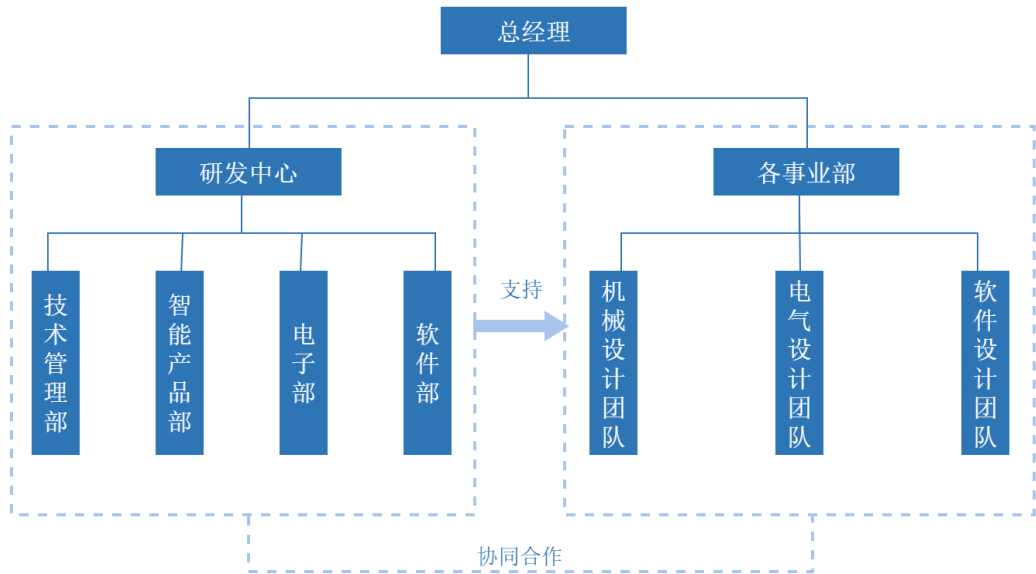 总经理
研发中心
各事业部
技术管理部
智能产品部
电子部
软件部
支持
机械设计团队
电气设计团队
软件设计团队
协同合作